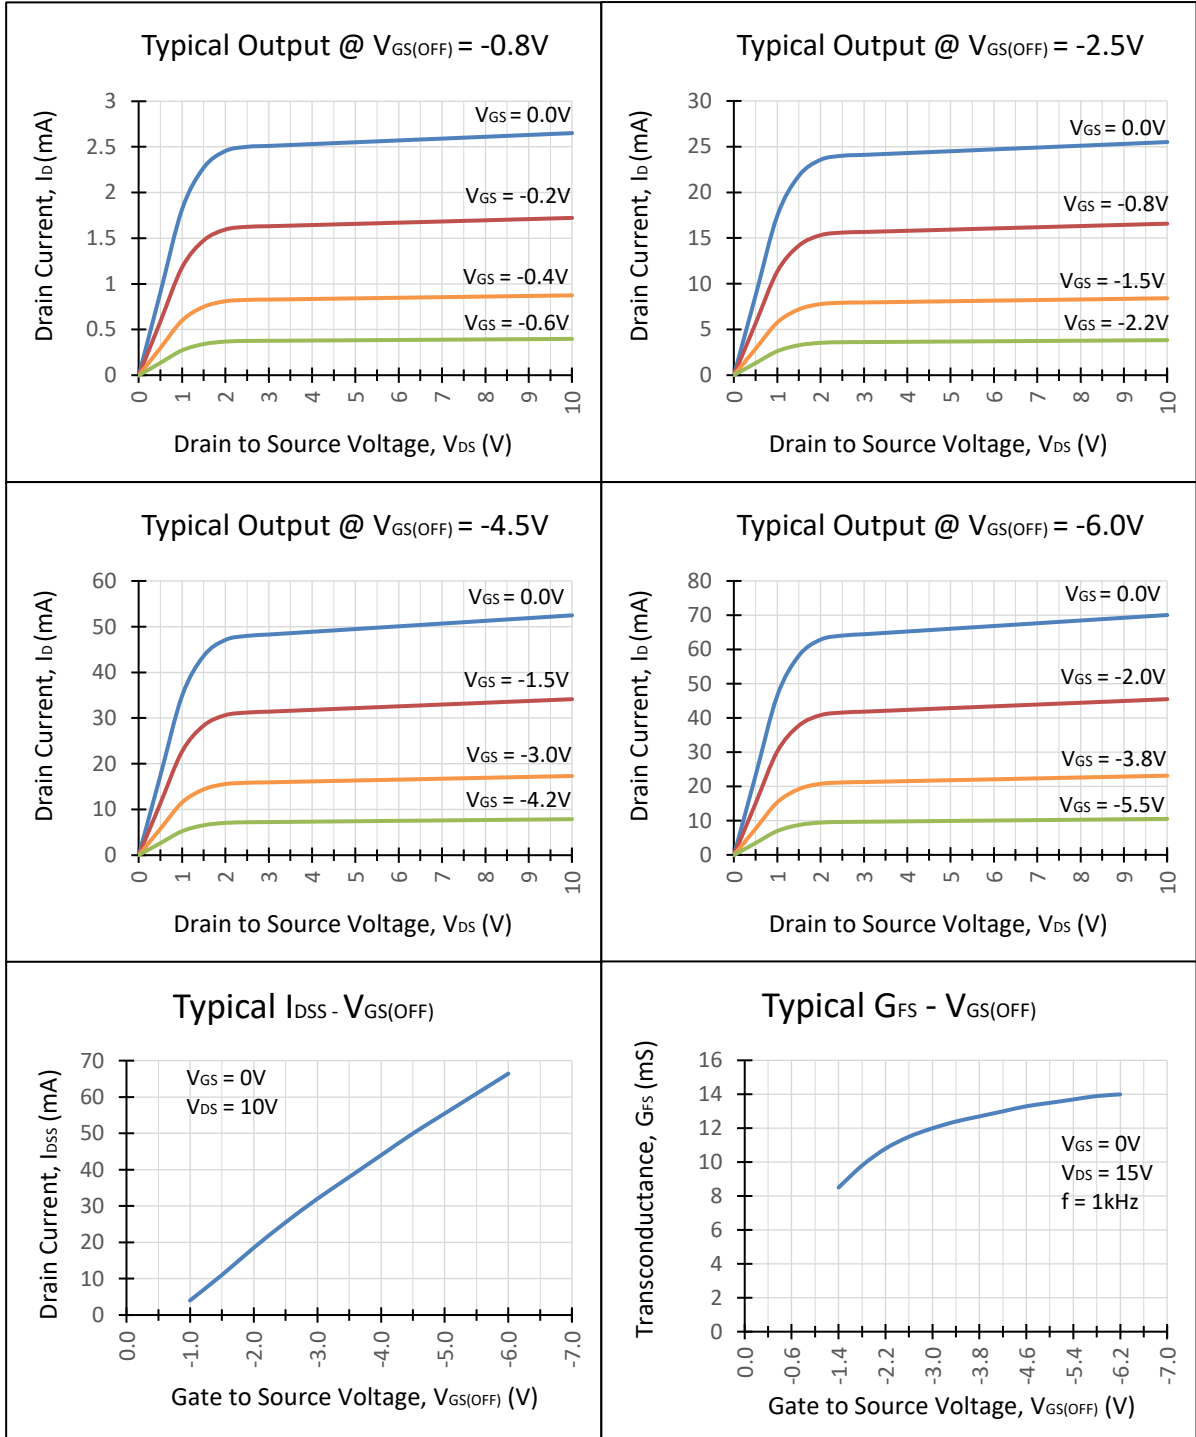 Typical Output @ VGS(OFF) = -0.8V
Drain Current, ID (mA)
3
2.5
2
1.5
1
0.5
0
VGS = 0.0V
VGS = -0.2V
VGS = -0.4V
VGS = -0.6V
0 1 2 3 4 5 6 7 8 9 10
Drain to Source Voltage, VDS (V)
Typical Output @ VGS(OFF) = -2.5V
Drain Current, ID (mA)
30
25
20
15
10
5
0
VGS = 0.0V
VGS = -0.8V
VGS = -1.5V
VGS = -2.2V
0 1 2 3 4 5 6 7 8 9 10
Drain to Source Voltage, VDS (V)
Typical Output @ VGS(OFF) = -4.5V
Drain Current, ID (mA)
60
50
40
30
20
10
0
VGS = 0.0V
VGS = -1.5V
VGS = -3.0V
VGS = -4.2V
0 1 2 3 4 5 6 7 8 9 10
Drain to Source Voltage, VDS (V)
Typical Output @ VGS(OFF) = -6.0V
Drain Current, ID (mA)
80
70
60
50
40
30
20
10
0
VGS = 0.0V
VGS = -2.0V
VGS = -3.8V
VGS = -5.5V
0 1 2 3 4 5 6 7 8 9 10
Drain to Source Voltage, VDS (V)
Typical IDSS - VGS(OFF)
Drain Current, IDSS (mA)
70
60
50
40
30
20
10
0
VGS = 0V
VDS = 10V
0.0 -1.0 -2.0 -3.0 -4.0 -5.0 -6.0 -7.0
Gate to Source Voltage, VGS(OFF) (V)
Typical GFS - VGS(OFF)
Transconductance, GFS (mS)
16
14
12
10
8
6
4
2
0
VGS = 0V
VDS = 15V
f = 1kHz
0.0 -0.6 -1.4 -2.2 -3.0 -3.8 -4.6 -5.4 -6.2 -7.0
Gate to Source Voltage, VGS(OFF) (V)